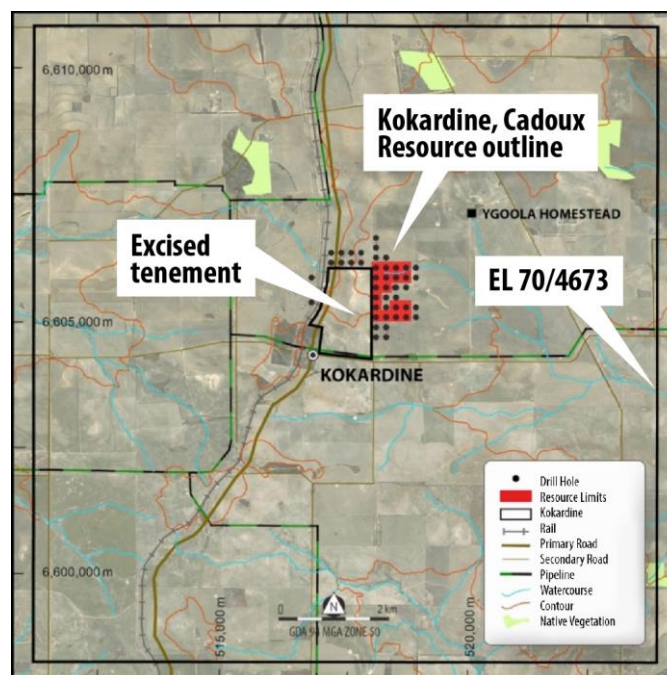 6,610,000 m
Kokardine, Cadoux
Resource outline
YGOOLA HOMESTEAD
Excised
tenement
EL 70/4673
6,605,000 m
KOKARDINE
Drill Hole
Resource Limits
Kokardine
Rail
Primary Road
Secondary Road
Pipeline
Watercourse
Contour
Native Vegetation
6,600,000 m
515,000 m
0
N
2 km
GDA 94 MGA ZONE 50
520,000 m